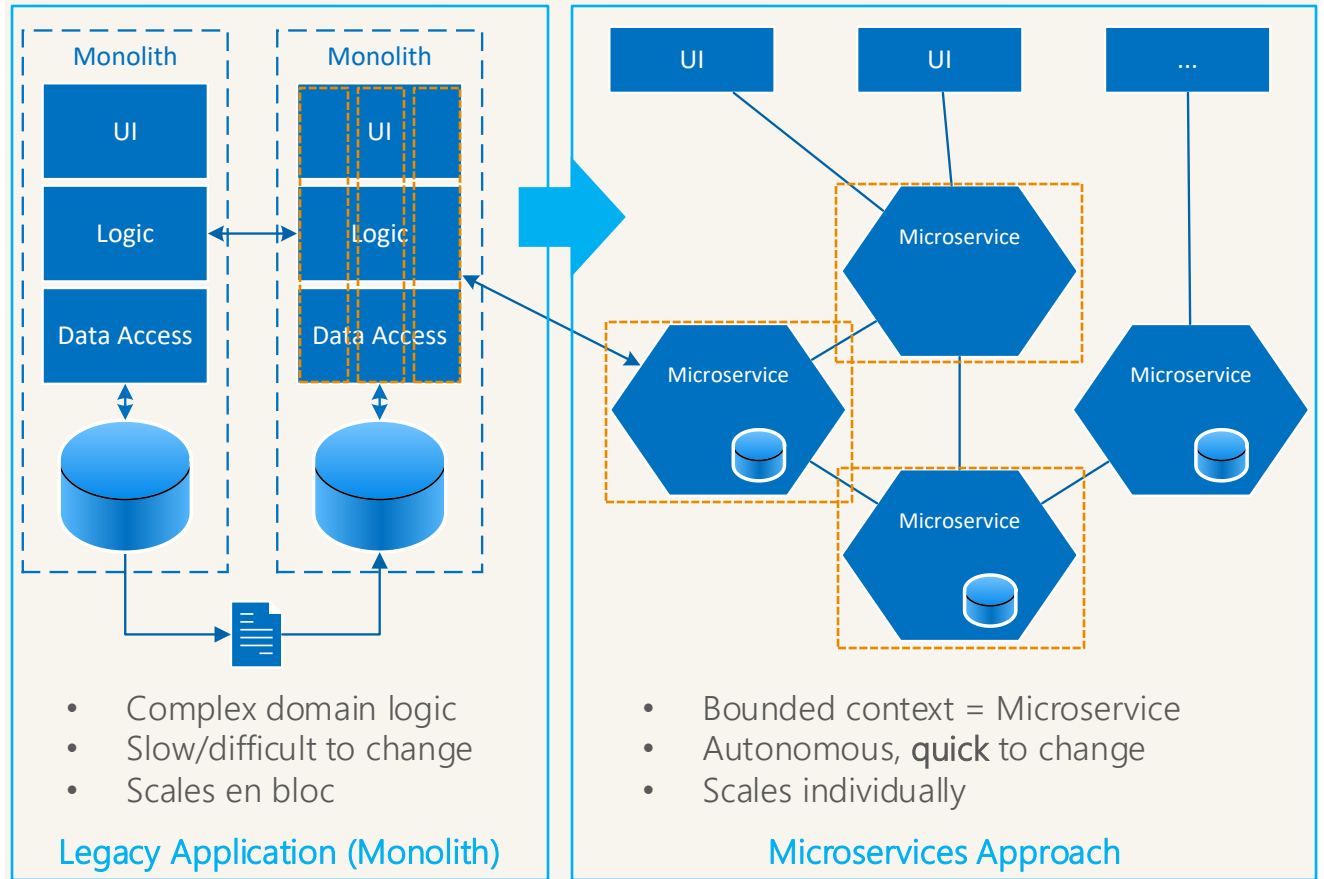 Monolith
UI
Logic
Data Access
Monolith
UI
Logic
Data Access
• Complex domain logic
• Slow/difficult to change
• Scales en bloc
Legacy Application (Monolith)
UI
UI
...
Microservice
Microservice
Microservice
Microservice
• Bounded context = Microservice
• Autonomous, quick to change
• Scales individually
Microservices Approach